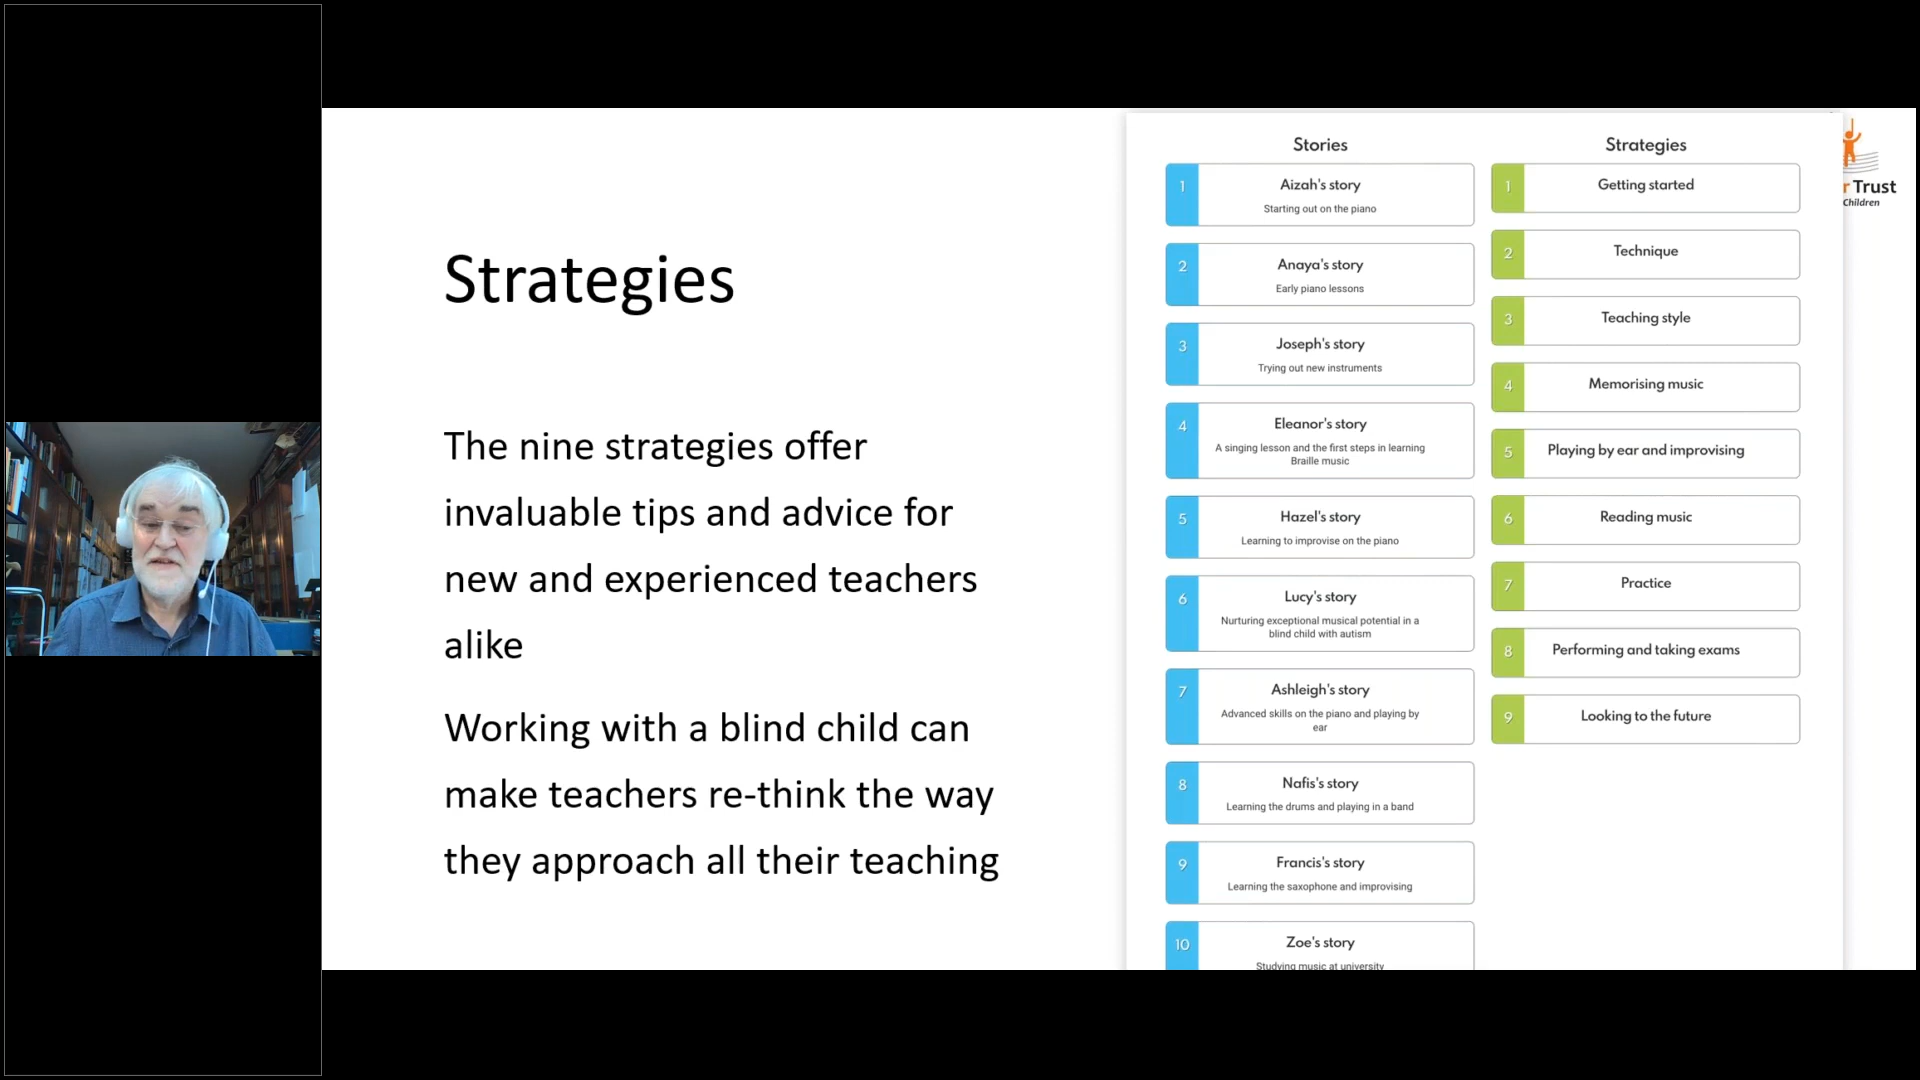 Strategies
The nine strategies offer
invaluable tips and advice for
new and experienced teachers
alike
Working with a blind child can
make teachers re-think the way
they approach all their teaching
Stories
1
Aizah's story
Starting out on the piano
2
Anaya's story
Early piano lessons
3
Joseph's story
Trying out new instruments
4
Eleanor's story
A singing lesson and the first steps in learning
Braille music
5
Hazel's story
Learning to improvise on the piano
6
Lucy's story
Nurturing exceptional musical potential in a
blind child with autism
7
Ashleigh's story
Advanced skills on the piano and playing by
ear
8
Nafis's story
Learning the drums and playing in a band
9
Francis's story
Learning the saxophone and improvising
10
Zoe's story
Studying music at university
Strategies
1
Getting started
2
Technique
3
Teaching style
4
Memorising music
5
Playing by ear and improvising
6
Reading music
7
Practice
8
Performing and taking exams
9
Looking to the future
r Trust
Children